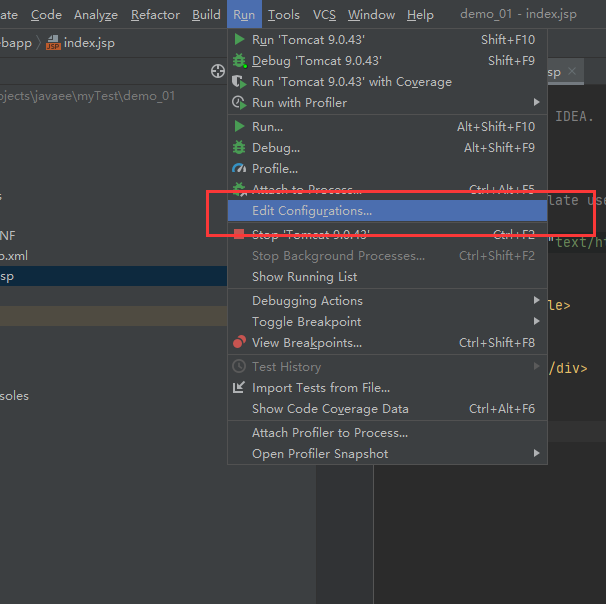 ate Code Analyze Refactor Build Run Tools VCS Window Help demo_01 - index.jsp
bapp index.jsp
ojects\javaee\myTest\demo_01
sp
IDEA.
late use
"text/ht
le>
/div>
NF
o.xml
sp
soles
Run 'Tomcat 9.0.43' Shift+F10
Debug 'Tomcat 9.0.43' Shift+F9
Run 'Tomcat 9.0.43' with Coverage
Run with Profiler
Run... Alt+Shift+F10
Debug... Alt+Shift+F9
Profile...
Attach to Process... Ctrl+Alt+F5
Edit Configurations...
Stop 'Tomcat 9.0.43' Ctrl+F2
Stop Background Processes... Ctrl+Shift+F2
Show Running List
Debugging Actions
Toggle Breakpoint
View Breakpoints... Ctrl+Shift+F8
Test History
Import Tests from File...
Show Code Coverage Data Ctrl+Alt+F6
Attach Profiler to Process...
Open Profiler Snapshot